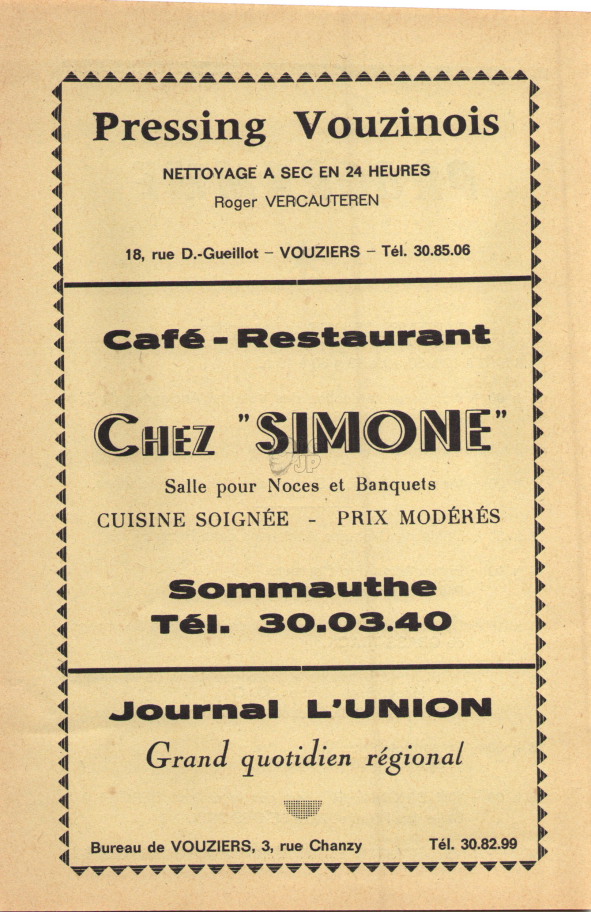 Pressing Vouzinois
NETTOYAGE A SEC EN 24 HEURES
Roger VERCAUTEREN
18, rue D.-Gueillot – VOUZIERS – Tél. 30.85.06
Café - Restaurant
CHEZ "SIMONE"
JP
Salle pour Noces et Banquets
CUISINE SOIGNÉE - PRIX MODÉRÉS
Sommauthe
Tél. 30.03.40
Journal L'UNION
Grand quotidien régional
Bureau de VOUZIERS, 3, rue Chanzy Tél. 30.82.99